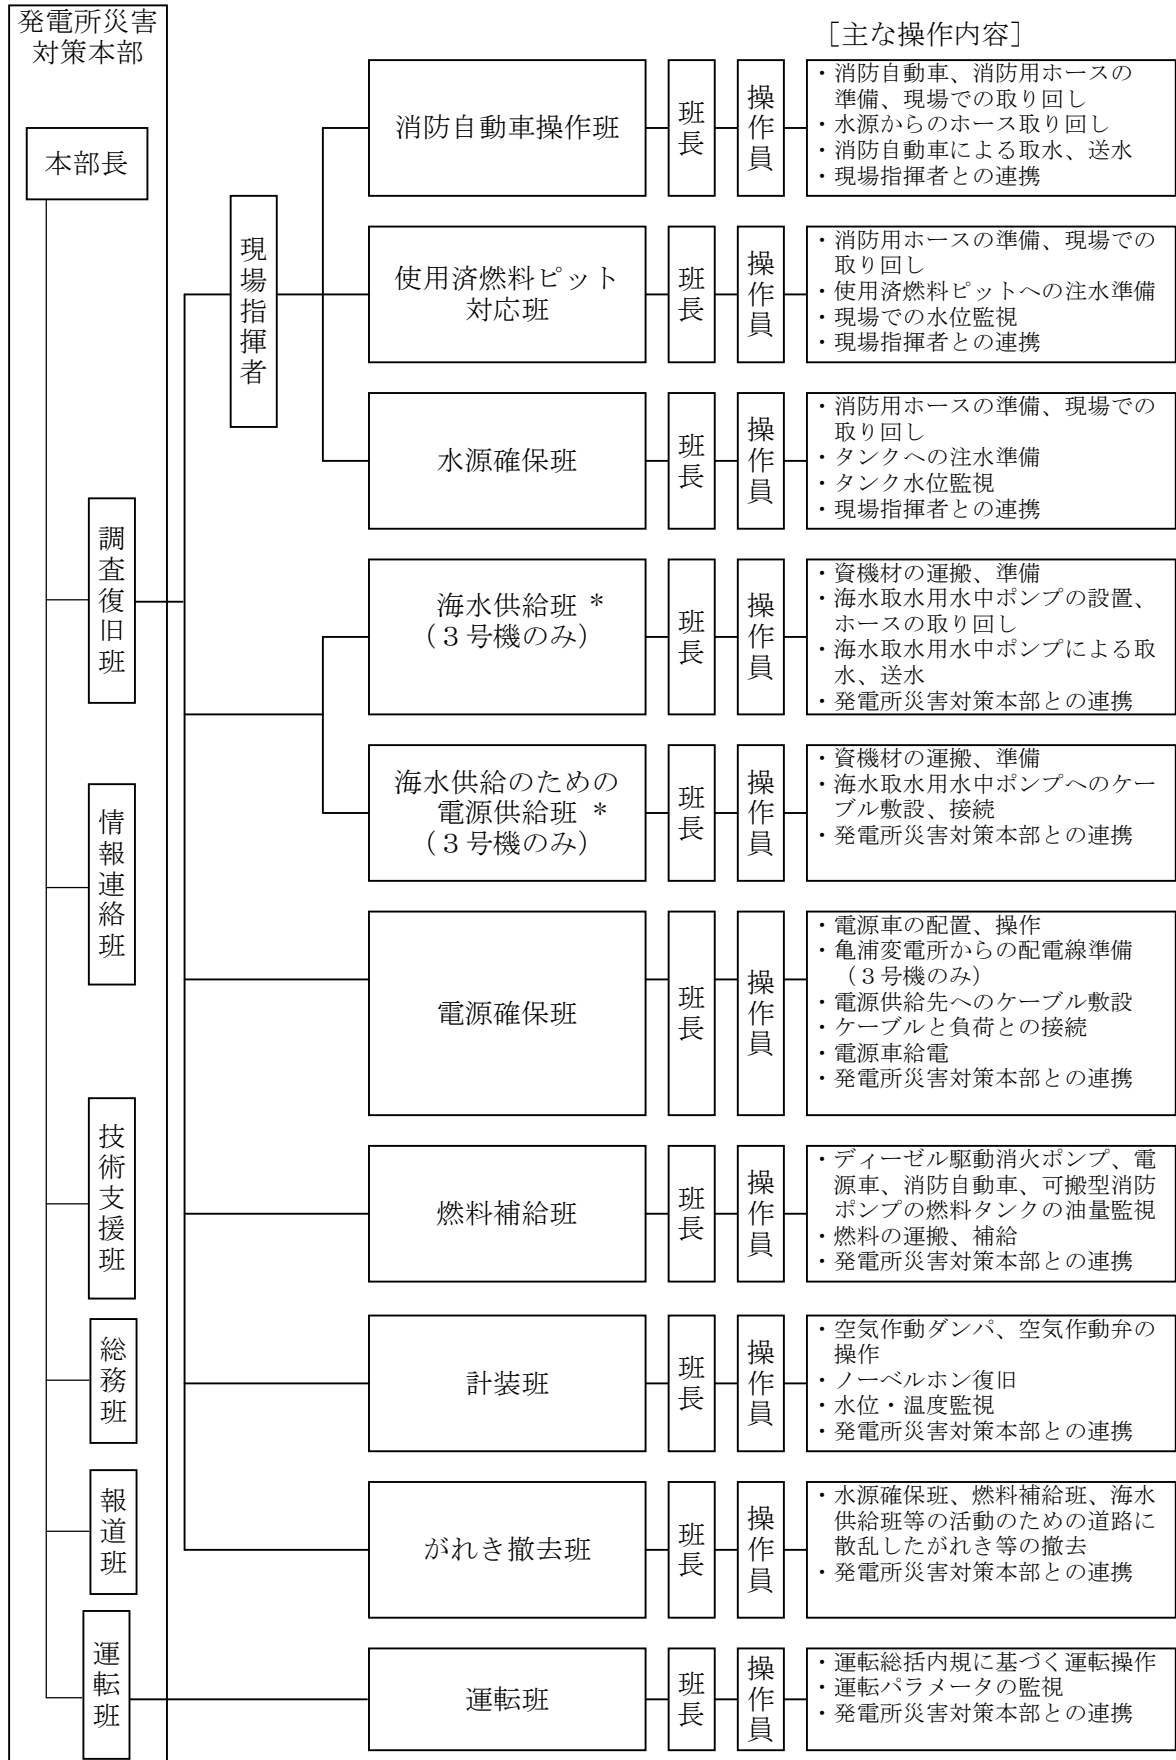 発電所災害
対策本部
本部長
調査復旧班
情報連絡班
技術支援班
総務班
報道班
運転班
現場指揮者
［主な操作内容］
消防自動車操作班
班長
操作員
・消防自動車、消防用ホースの
準備、現場での取り回し
・水源からのホース取り回し
・消防自動車による取水、送水
・現場指揮者との連携
使用済燃料ピット
対応班
班長
操作員
・消防用ホースの準備、現場での
取り回し
・使用済燃料ピットへの注水準備
・現場での水位監視
・現場指揮者との連携
水源確保班
班長
操作員
・消防用ホースの準備、現場での
取り回し
・タンクへの注水準備
・タンク水位監視
・現場指揮者との連携
海水供給班＊
（３号機のみ）
班長
操作員
・資機材の運搬、準備
・海水取水用水中ポンプの設置、
ホースの取り回し
・海水取水用水中ポンプによる取
水、送水
・発電所災害対策本部との連携
海水供給のための
電源供給班＊
（３号機のみ）
班長
操作員
・資機材の運搬、準備
・海水取水用水中ポンプへのケー
ブル敷設、接続
・発電所災害対策本部との連携
電源確保班
班長
操作員
・電源車の配置、操作
・亀浦変電所からの配電線準備
（３号機のみ）
・電源供給先へのケーブル敷設
・ケーブルと負荷との接続
・電源車給電
・発電所災害対策本部との連携
燃料補給班
班長
操作員
・ディーゼル駆動消火ポンプ、電
源車、消防自動車、可搬型消防
ポンプの燃料タンクの油量監視
・燃料の運搬、補給
・発電所災害対策本部との連携
計装班
班長
操作員
・空気作動ダンパ、空気作動弁の
操作
・ノーベルホン復旧
・水位・温度監視
・発電所災害対策本部との連携
がれき撤去班
班長
操作員
・水源確保班、燃料補給班、海水
供給班等の活動のための道路に
散乱したがれき等の撤去
・発電所災害対策本部との連携
運転班
班長
操作員
・運転総括内規に基づく運転操作
・運転パラメータの監視
・発電所災害対策本部との連携